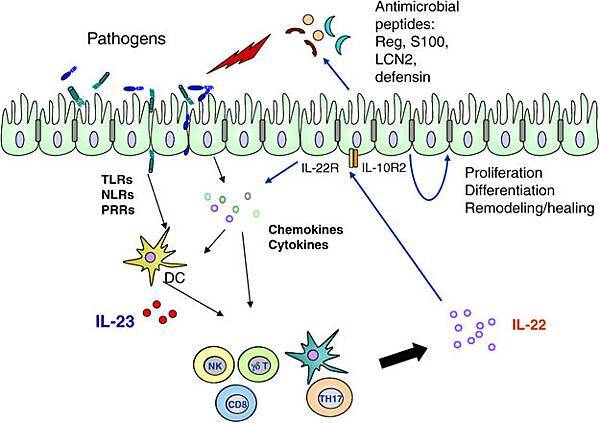 Pathogens
Antimicrobial
peptides:
Reg, S100,
LCN2,
defensin
TLRs
NLRs
PRRs
IL-22R
IL-10R2
Proliferation
Differentiation
Remodeling/healing
Chemokines
Cytokines
DC
IL-23
IL-22
NK
γδ T
CD8
TH17